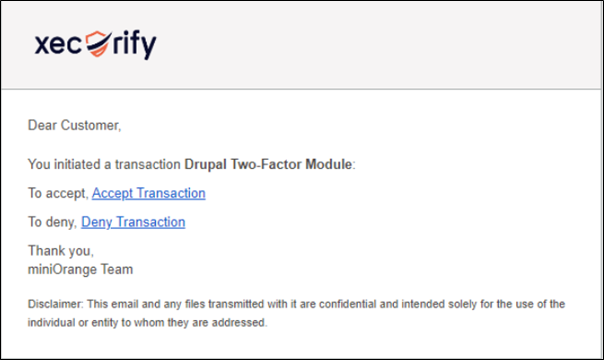 xecurify
Dear Customer,
You initiated a transaction Drupal Two-Factor Module:
To accept, Accept Transaction
To deny, Deny Transaction
Thank you,
miniOrange Team
Disclaimer: This email and any files transmitted with it are confidential and intended solely for the use of the
individual or entity to whom they are addressed.